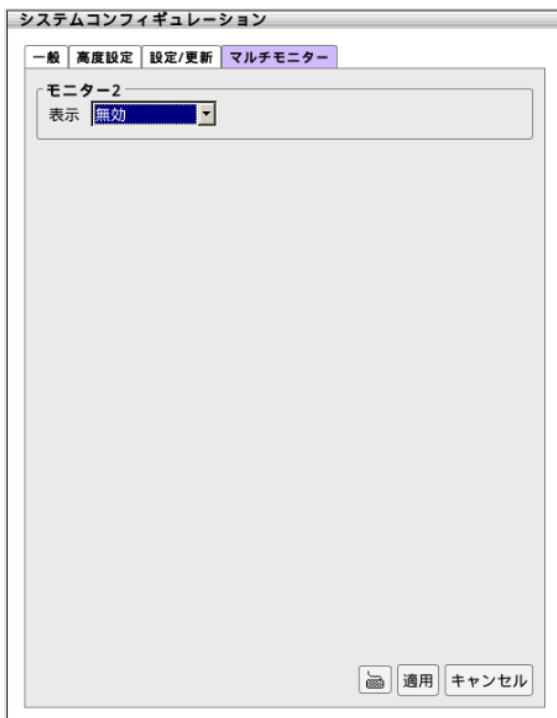 システムコンフィギュレーション
一般 高度設定 設定/更新 マルチモニター
モニター2
表示 無効
適用 キャンセル